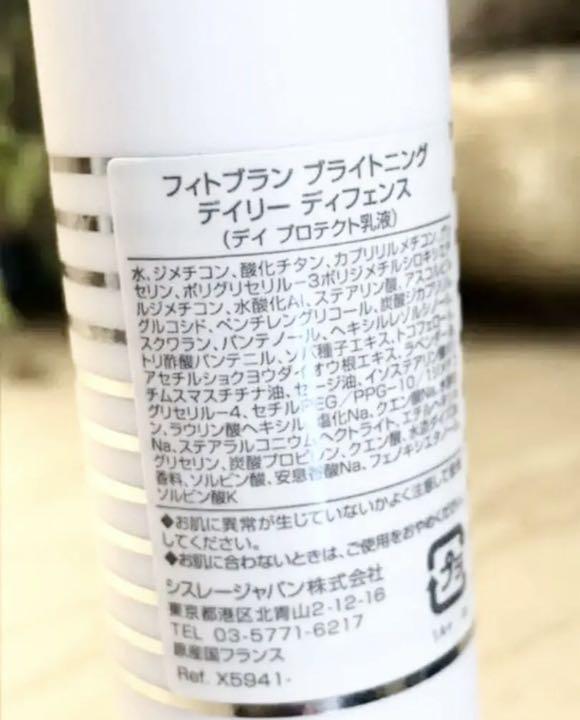 フィトブラン ブライトニング
デイリー ディフェンス
(デイ プロテクト乳液)
水、ジメチコン、酸化チタン、カプリリルメチコン、
セリン、ポリグリセリル-3ポリジメチルシロキシエチ
ルジメチコン、水酸化Al、ステアリン酸、アスコルビル
グルコシド、ペンチレングリコール、炭酸ジカプリリル
スクワラン、パンテノール、ヘキシルレゾルシノール
トリ酢酸パンテニル、種子エキス、トコフェロール
アセチルショクヨウダイオウ根エキス、ラベンダー
チムスマスチチナ油、セージ油、イソステアリン酸
グリセリル-4、セチルPEG/PPG-10/1
ン、ラウリン酸ヘキシル、塩化Na、クエン酸Na、
Na、ステアラルコニウムヘクトライト、エチルヘキシル
グリセリン、炭酸プロピレン、クエン酸、
香料、ソルビン酸、安息香酸Na、フェノキシエタノール、
ソルビン酸K
◆お肌に異常が生じていないかよく注意して使用
してください。
◆お肌に合わないときは、ご使用をおやめください
シスレージャパン株式会社
東京都港区北青山2-12-16
TEL 03-5771-6217
原産国フランス
Ref. X5941-
プラ